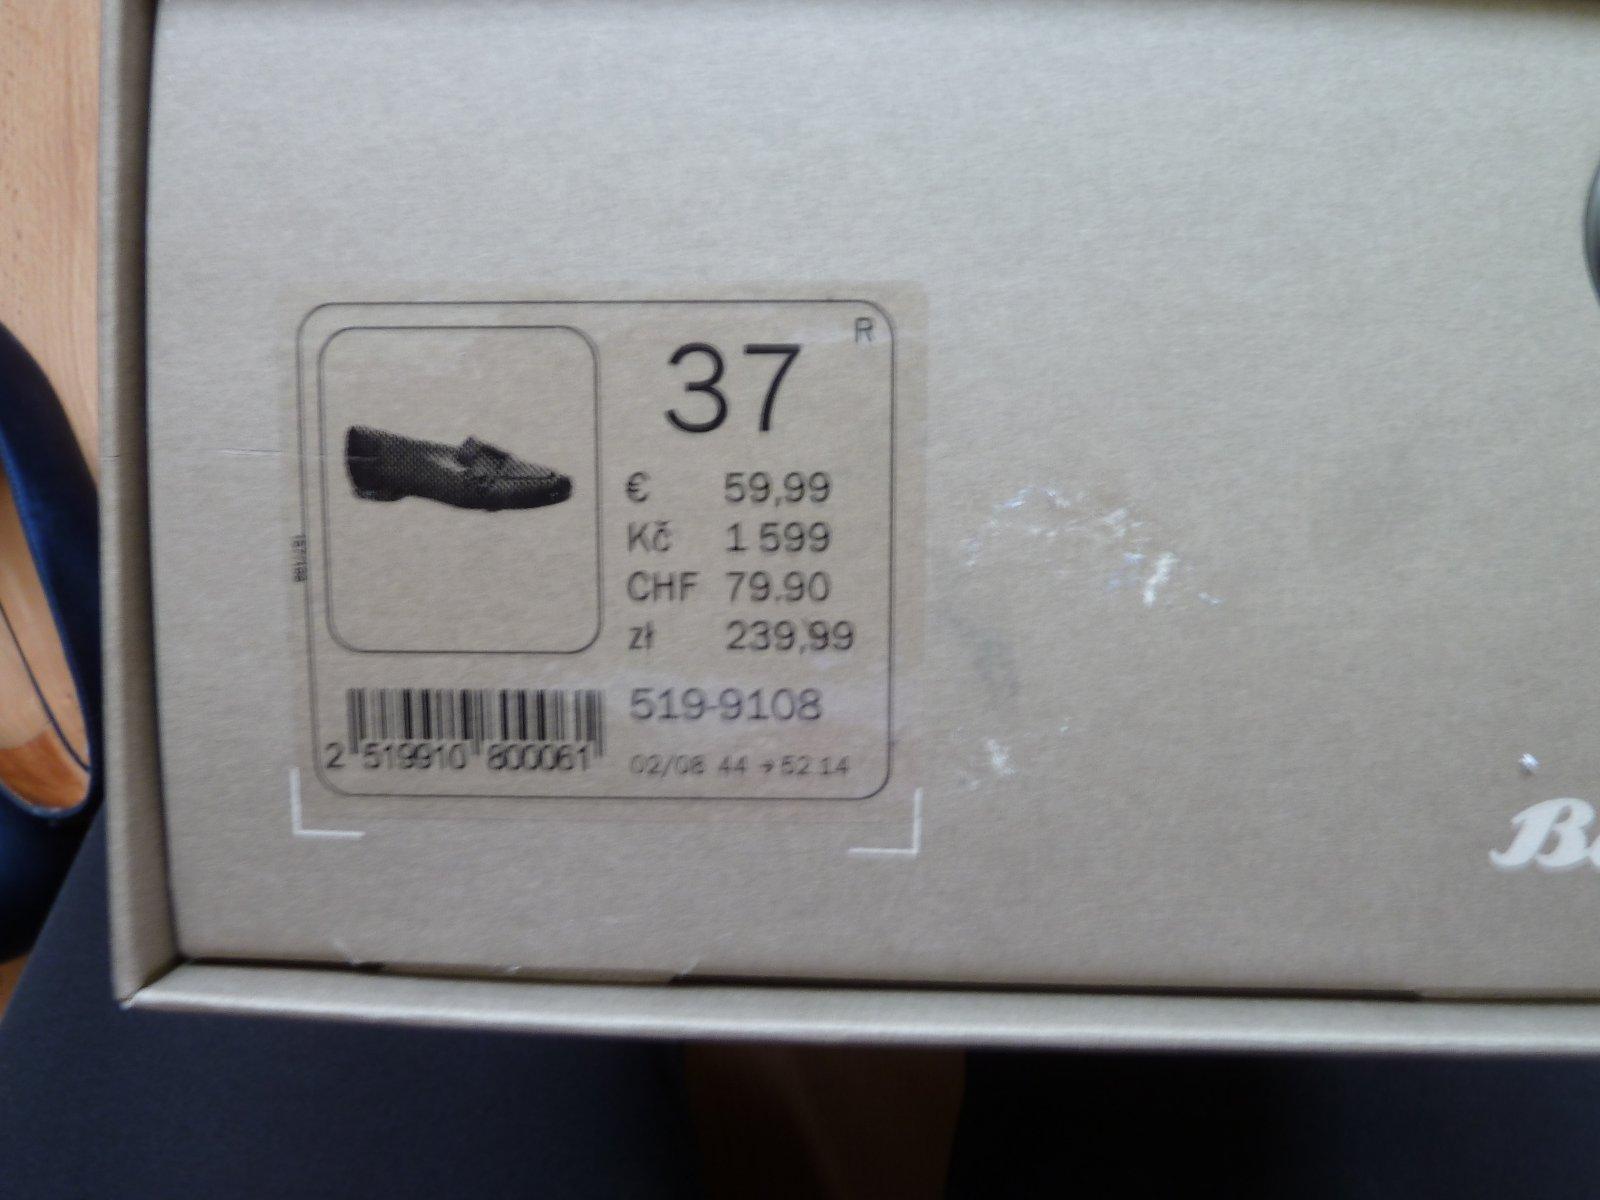 R
37
€ 59,99
Kč 1 599
CHF 79.90
zł 239,99
519-9108
2 519910 800061
02/08 44 → 52 14